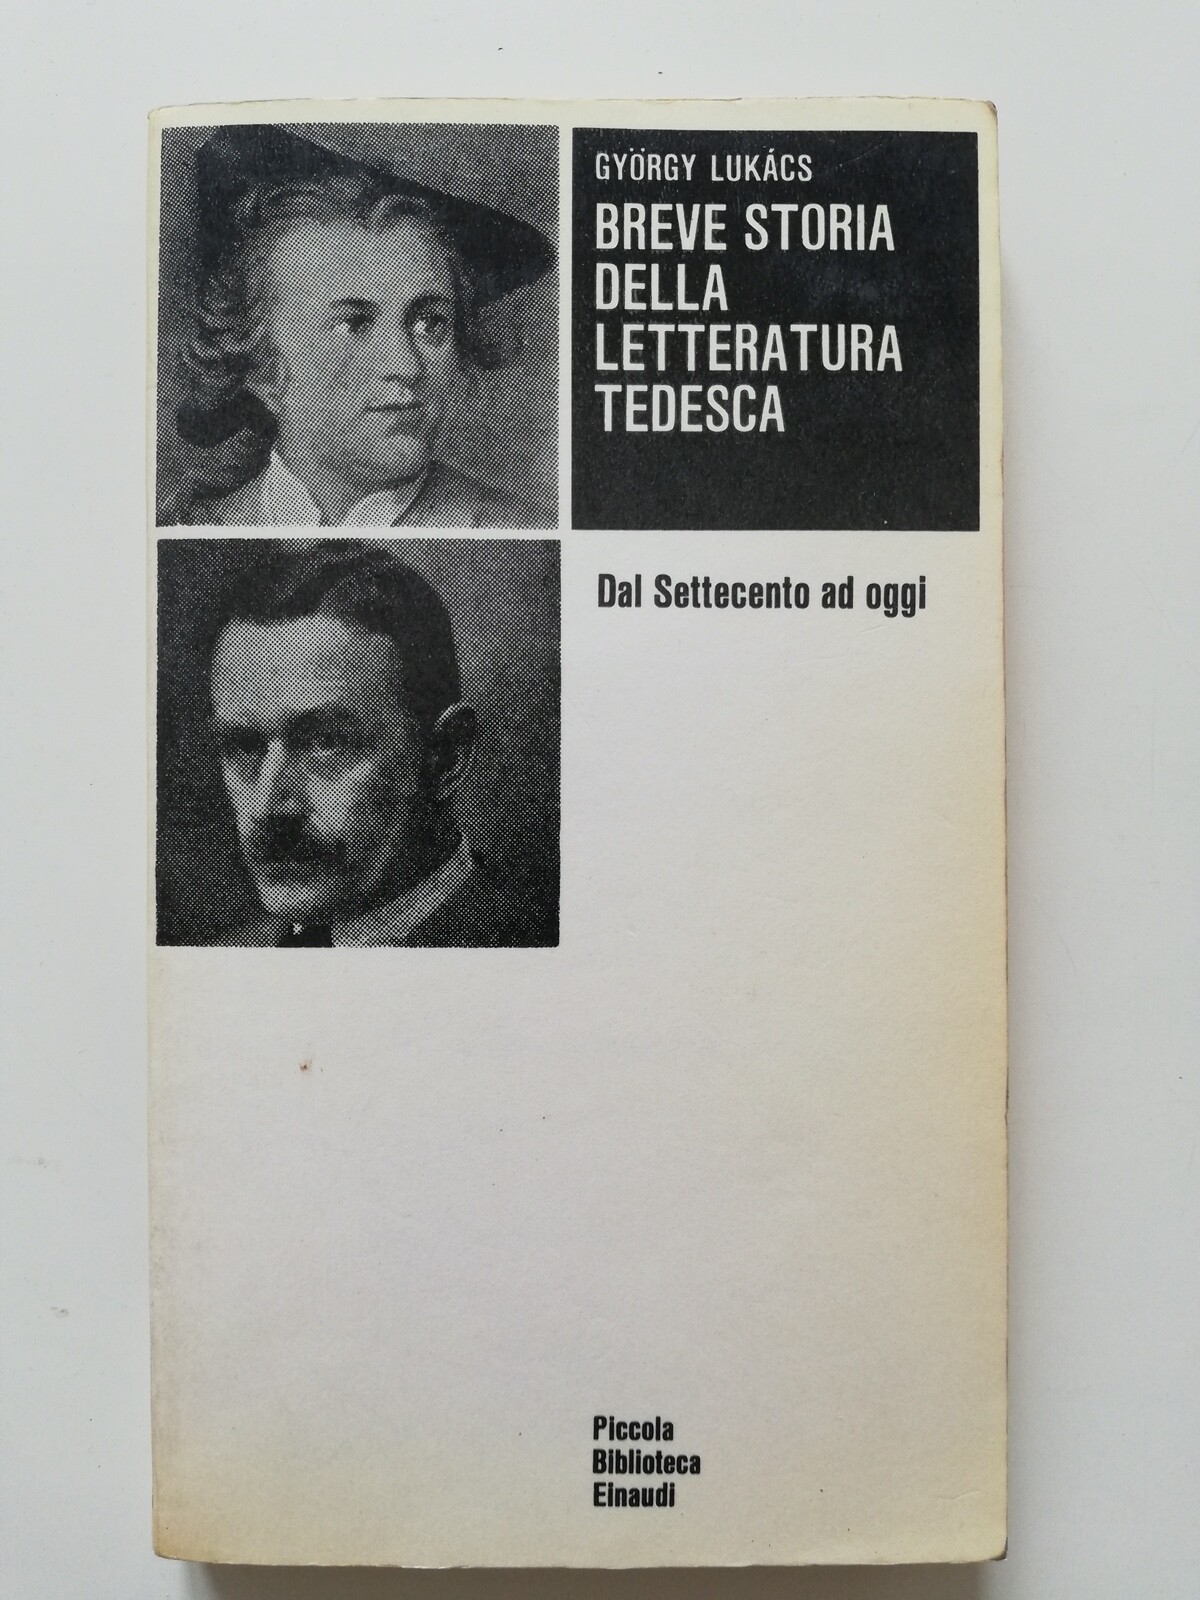 GYÖRGY LUKÁCS
BREVE STORIA
DELLA
LETTERATURA
TEDESCA
Dal Settecento ad oggi
Piccola
Biblioteca
Einaudi